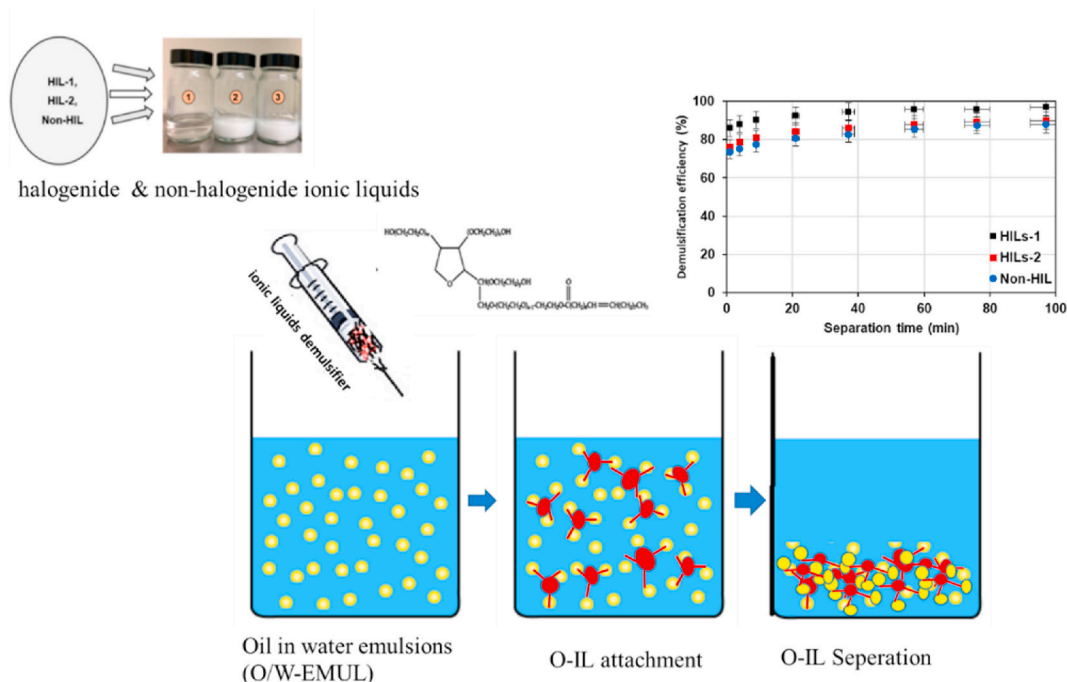 HIL-1,
HIL-2,
Non-HIL
1
2
3
halogenide & non-halogenide ionic liquids
Demulsification efficiency (%)
100
80
60
40
20
0
HILs-1
HILs-2
Non-HIL
0 20 40 60 80 100
Separation time (min)
ionic liquids demulsifier
O
O
Oil in water emulsions
(O/W-EMUL)
O-IL attachment
O-IL Seperation